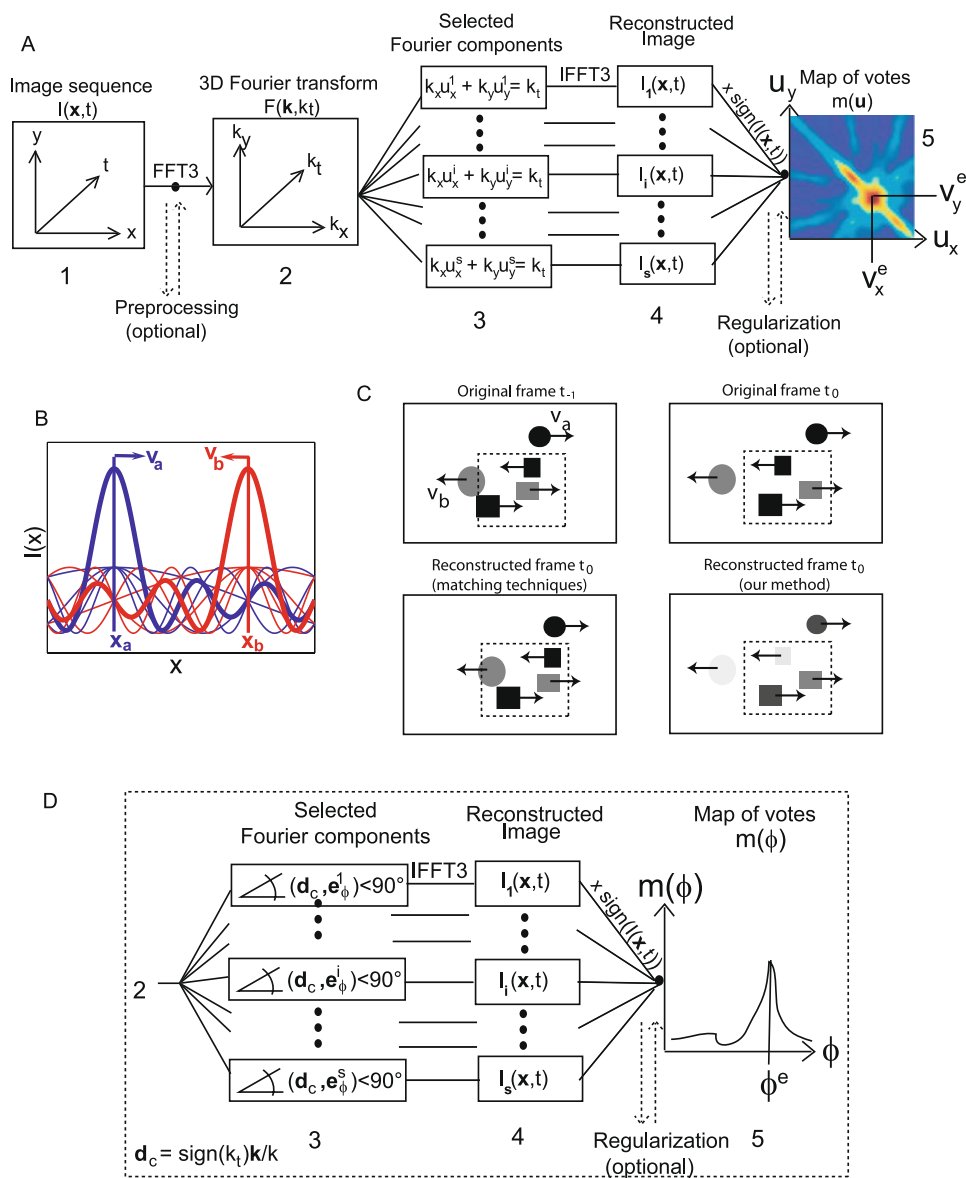 A
Image sequence
I(x,t)
y
t
x
1
FFT3
Preprocessing
(optional)
3D Fourier transform
F(k,kt)
ky
kt
kx
2
Selected
Fourier components
kxux1 + kyuy1= kt
kxuxi + kyuyi= kt
kxuxs + kyuys= kt
3
IFFT3
Reconstructed
Image
I1(x,t)
Ii(x,t)
Is(x,t)
4
x sign(I(x,t))
Regularization
(optional)
Map of votes
m(u)
uy
5
vye
ux
vxe
B
va
vb
I(x)
xa
xb
x
C
Original frame t-1
va
vb
Original frame t0
Reconstructed frame t0
(matching techniques)
Reconstructed frame t0
(our method)
D
Selected
Fourier components
2
(dc,eϕ1)<90°
(dc,eϕi)<90°
(dc,eϕs)<90°
3
dc= sign(kt)k/k
IFFT3
Reconstructed
Image
I1(x,t)
Ii(x,t)
Is(x,t)
4
x sign(I(x,t))
Regularization
(optional)
Map of votes
m(ϕ)
m(ϕ)
ϕ
ϕe
5